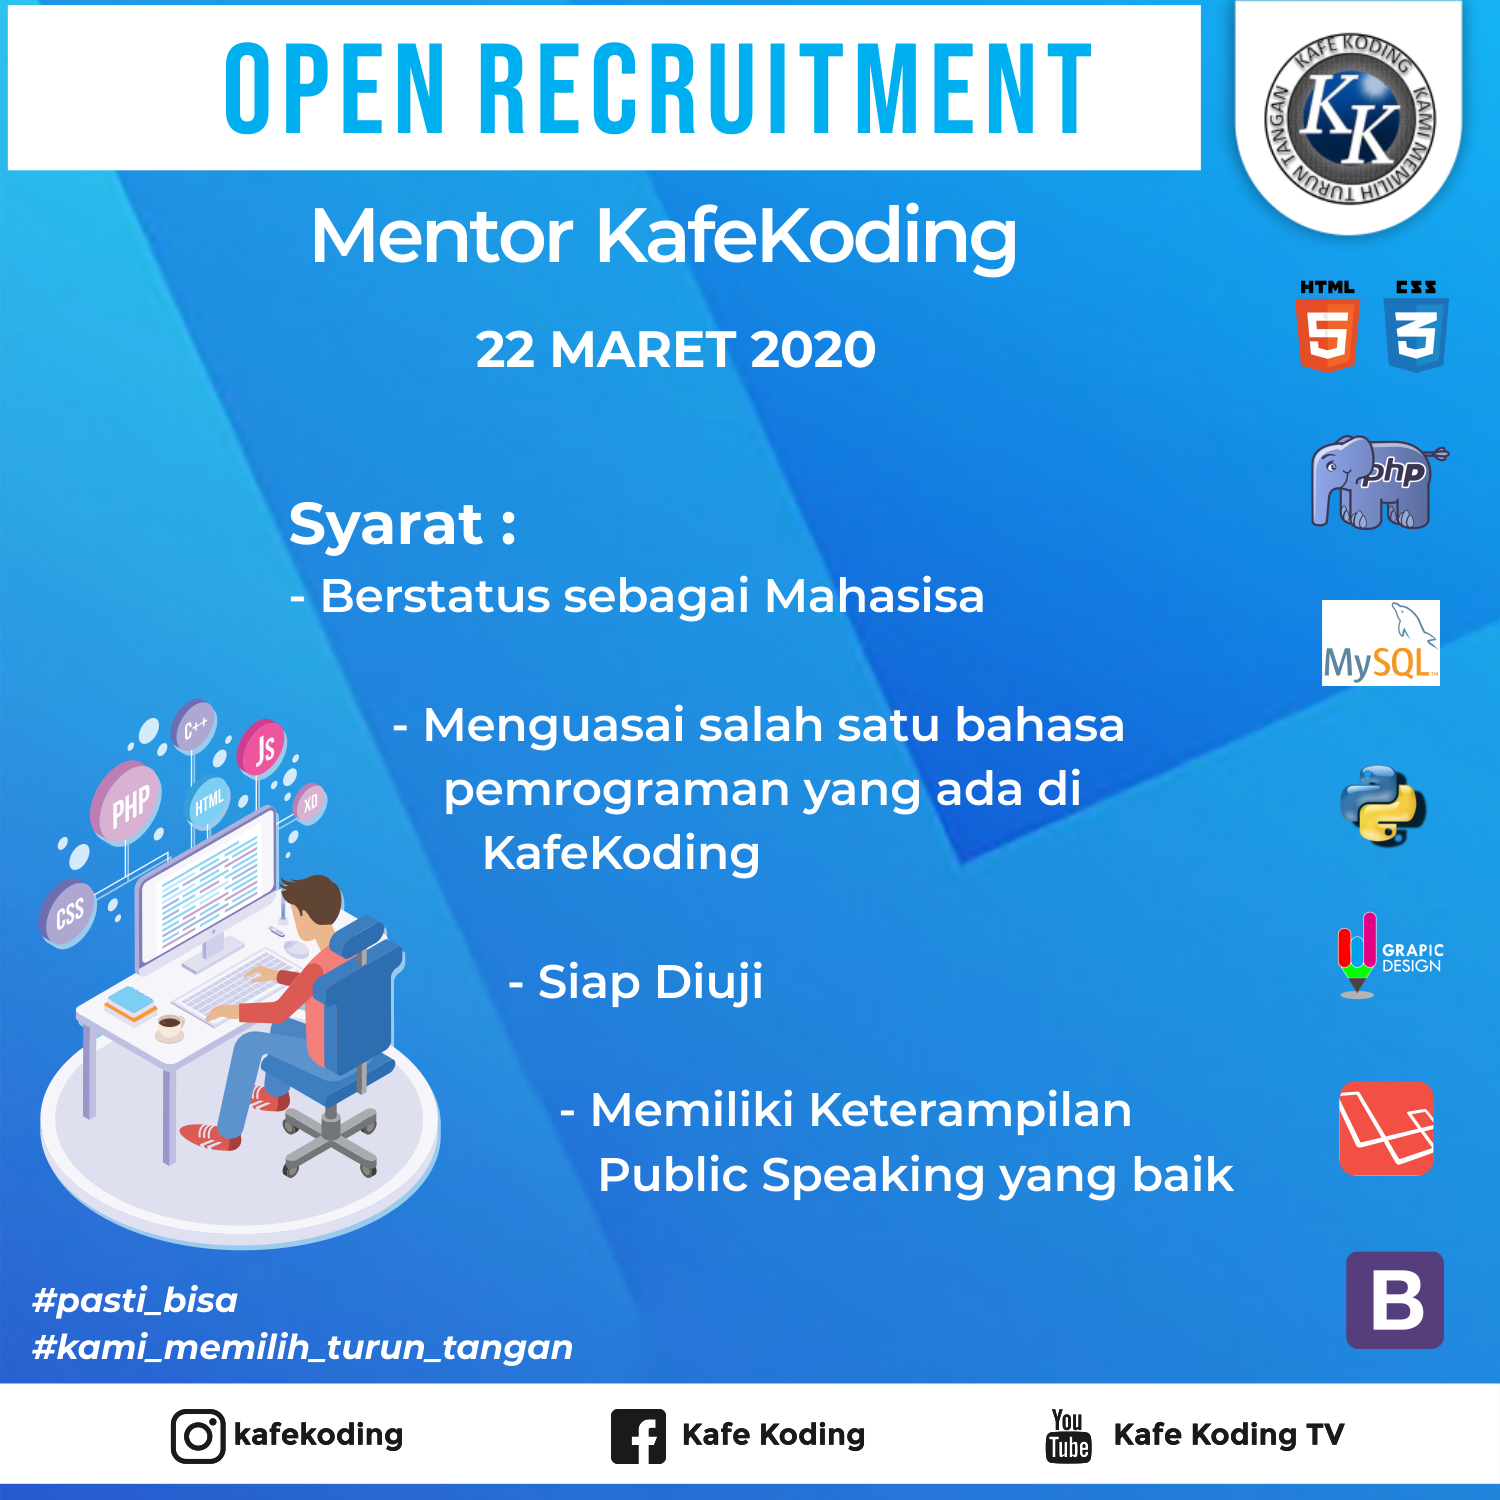 OPEN RECRUITMENT
KAFE KODING
KAMI MEMILIH TURUN TANGAN
KK
Mentor KafeKoding
22 MARET 2020
HTML
5
CSS
3
php
Syarat :
- Berstatus sebagai Mahasisa
MySQL
- Menguasai salah satu bahasa
pemrograman yang ada di
KafeKoding
C++
JS
PHP
HTML
XD
CSS
GRAPIC
DESIGN
- Siap Diuji
- Memiliki Keterampilan
Public Speaking yang baik
B
#pasti_bisa
#kami_memilih_turun_tangan
kafekoding
Kafe Koding
You
Tube
Kafe Koding TV